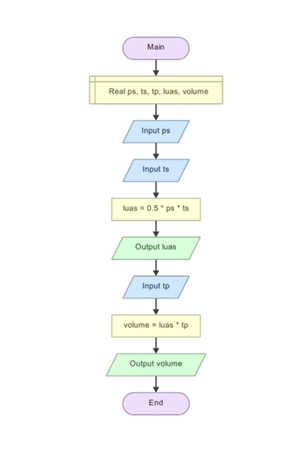 Main
Real ps, ts, tp, luas, volume
Input ps
Input ts
luas = 0.5 * ps * ts
Output luas
Input tp
volume = luas * tp
Output volume
End